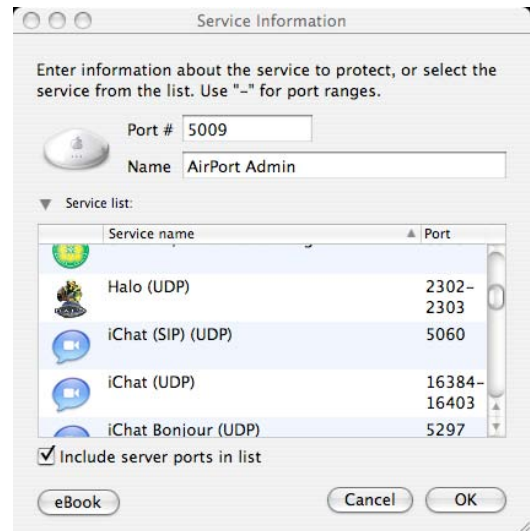 Service Information
Enter information about the service to protect, or select the
service from the list. Use "–" for port ranges.
Port # 5009
Name AirPort Admin
Service list:
Service name Port
Halo (UDP) 2302–
2303
iChat (SIP) (UDP) 5060
iChat (UDP) 16384–
16403
iChat Bonjour (UDP) 5297
Include server ports in list
eBook Cancel OK